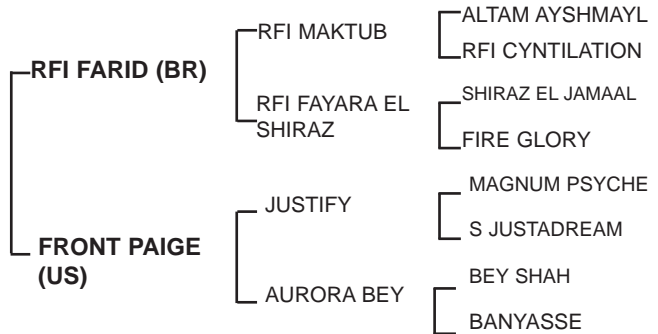 ALTAM AYSHMAYL
RFI MAKTUB
RFI CYNTILATION
RFI FARID (BR)
SHIRAZ EL JAMAAL
RFI FAYARA EL
SHIRAZ
FIRE GLORY
MAGNUM PSYCHE
JUSTIFY
S JUSTADREAM
FRONT PAIGE
(US)
BEY SHAH
AURORA BEY
BANYASSE